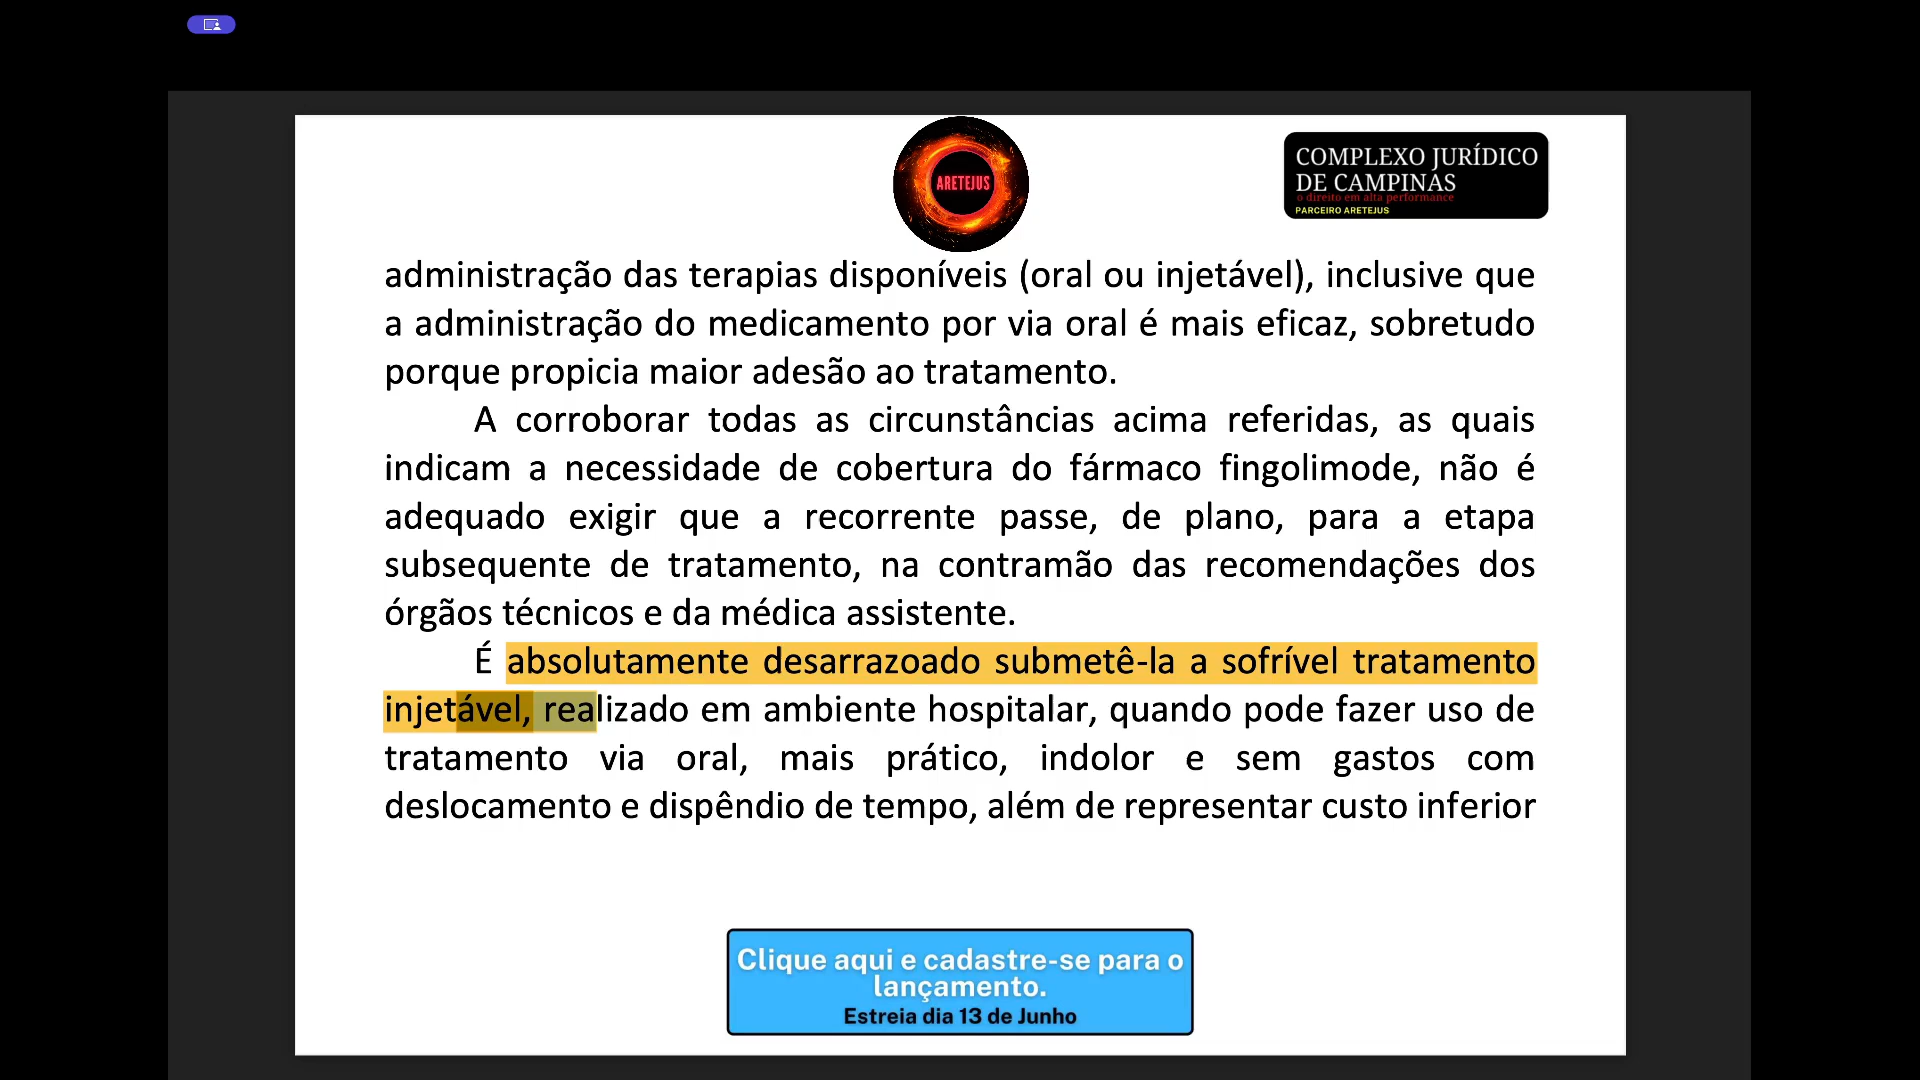 ARETEJUS
COMPLEXO JURÍDICO
DE CAMPINAS
o direito em alta performance
PARCEIRO ARETEJUS
administração das terapias disponíveis (oral ou injetável), inclusive que
a administração do medicamento por via oral é mais eficaz, sobretudo
porque propicia maior adesão ao tratamento.
A corroborar todas as circunstâncias acima referidas, as quais
indicam a necessidade de cobertura do fármaco fingolimode, não é
adequado exigir que a recorrente passe, de plano, para a etapa
subsequente de tratamento, na contramão das recomendações dos
órgãos técnicos e da médica assistente.
É absolutamente desarrazoado submetê-la a sofrível tratamento
injetável, realizado em ambiente hospitalar, quando pode fazer uso de
tratamento via oral, mais prático, indolor e sem gastos com
deslocamento e dispêndio de tempo, além de representar custo inferior
Clique aqui e cadastre-se para o
lançamento.
Estreia dia 13 de Junho